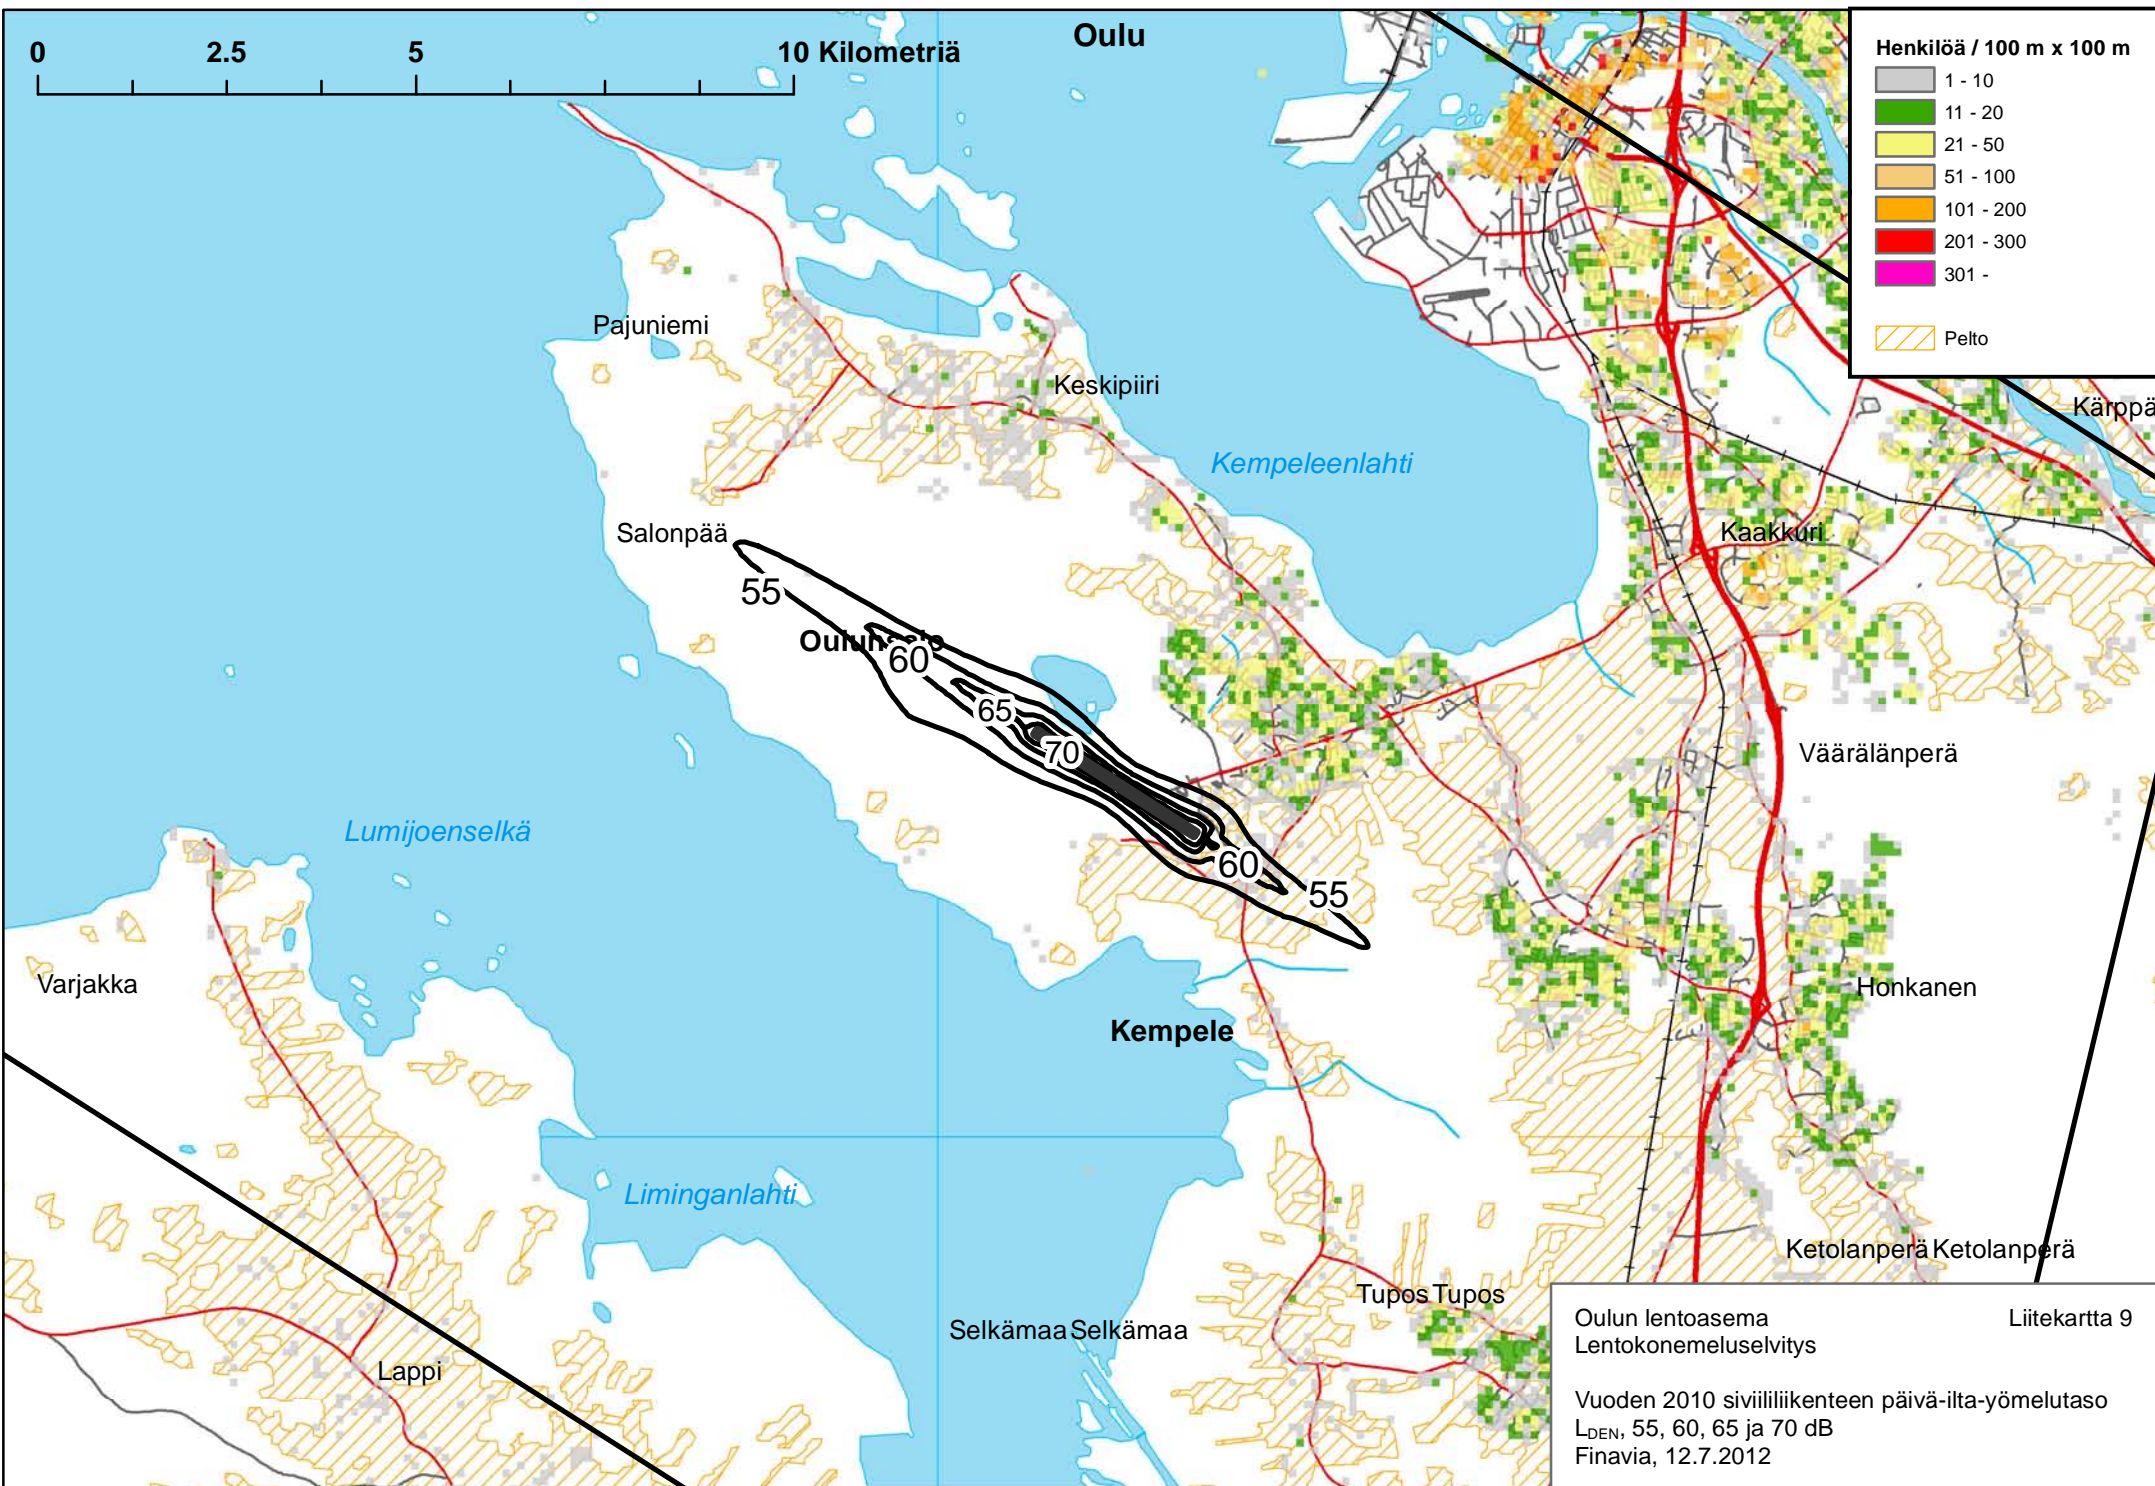 0
2.5
5
10 Kilometriä
Oulu
Henkilöä / 100 m x 100 m
1 - 10
11 - 20
21 - 50
51 - 100
101 - 200
201 - 300
301 -
Pelto
Pajuniemi
Keskipiiri
Kärppä
Kempeleenlahti
Salonpää
Kaakkuri
55
60
65
70
60
55
Väärälänperä
Lumijoenselkä
Varjakka
Honkanen
Kempele
Liminganlahti
Ketolanperä Ketolanperä
Tupos Tupos
Selkämaa Selkämaa
Lappi
Oulun lentoasema
Liitekartta 9
Lentokonemeluselvitys
Vuoden 2010 siviililiikenteen päivä-ilta-yömelutaso
LDEN, 55, 60, 65 ja 70 dB
Finavia, 12.7.2012